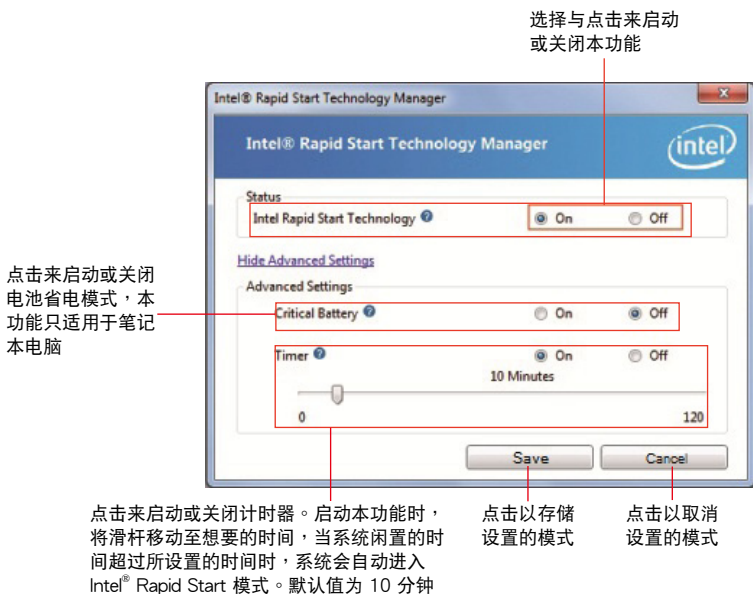 选择与点击来启动
或关闭本功能
Intel® Rapid Start Technology Manager
x
Intel® Rapid Start Technology Manager
intel
Status
Intel Rapid Start Technology ? On Off
Hide Advanced Settings
点击来启动或关闭
电池省电模式，本
功能只适用于笔记
本电脑
Advanced Settings
Critical Battery ? On Off
Timer ? On Off
10 Minutes
0 120
Save Cancel
点击来启动或关闭计时器。启动本功能时，
将滑杆移动至想要的时间，当系统闲置的时
间超过所设置的时间时，系统会自动进入
Intel® Rapid Start 模式。默认值为 10 分钟
点击以存储
设置的模式
点击以取消
设置的模式